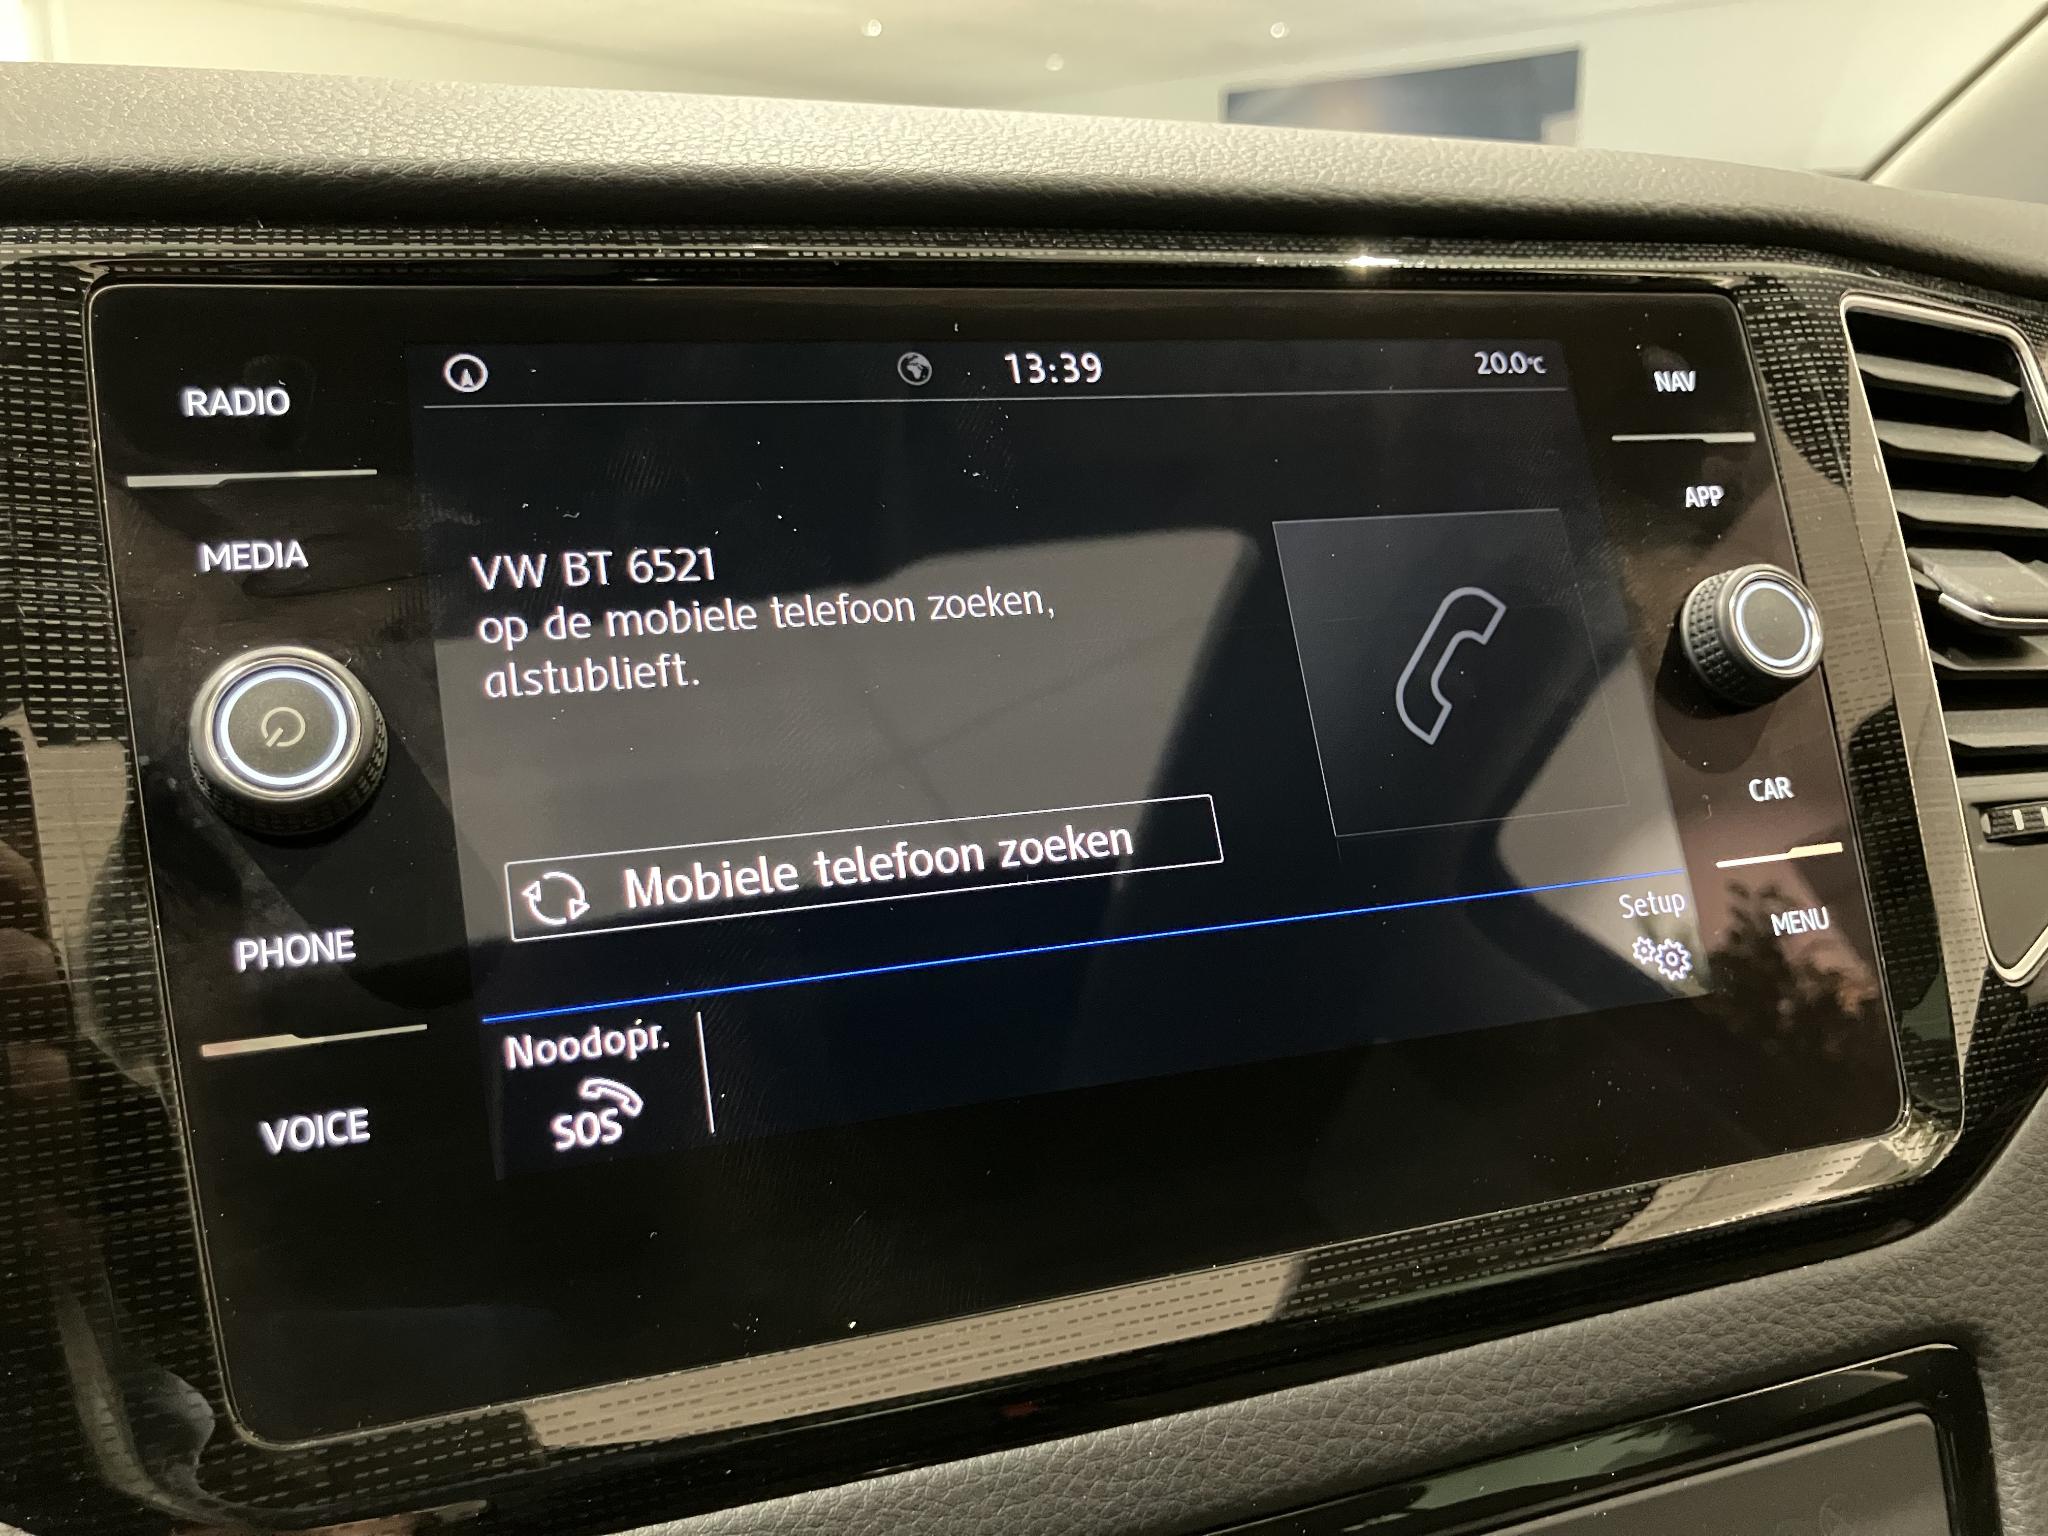 13:39
20.0°C
RADIO
MEDIA
PHONE
VOICE
VW BT 6521
op de mobiele telefoon zoeken,
alstublieft.
Mobiele telefoon zoeken
Setup
Noodopr.
SOS
NAV
APP
CAR
MENU